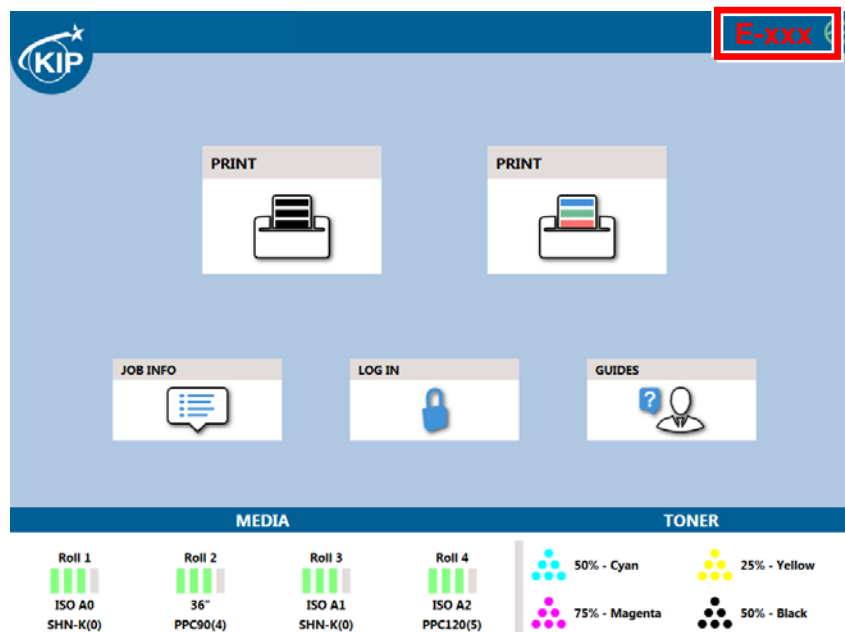 KIP
E-xxx
PRINT
PRINT
JOB INFO
LOG IN
GUIDES
?
MEDIA
TONER
Roll 1
Roll 2
Roll 3
Roll 4
ISO A0
36"
ISO A1
ISO A2
SHN-K(0)
PPC90(4)
SHN-K(0)
PPC120(5)
50% - Cyan
25% - Yellow
75% - Magenta
50% - Black